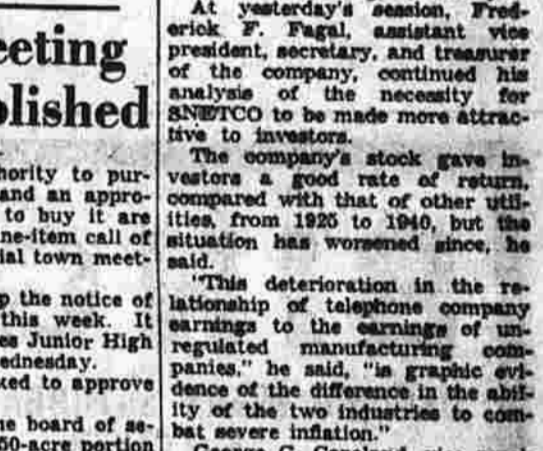 eeting
olished
hority to pur-
and an appro-
to buy it are
ne-item call of
ial town meet-
p the notice of
this week. It
es Junior High
ednesday.
ked to approve
he board of se-
50-acre portion
At yesterday's session, Fred-
erick F. Fagal, assistant vice
president, secretary, and treasurer
of the company, continued his
analysis of the necessity for
SNETCO to be made more attrac-
tive to investors.
The company's stock gave in-
vestors a good rate of return,
compared with that of other util-
ities, from 1925 to 1940, but the
situation has worsened since, he
said.
"This deterioration in the re-
lationship of telephone company
earnings to the earnings of un-
regulated manufacturing com-
panies," he said, "is graphic evi-
dence of the difference in the abil-
ity of the two industries to com-
bat severe inflation."